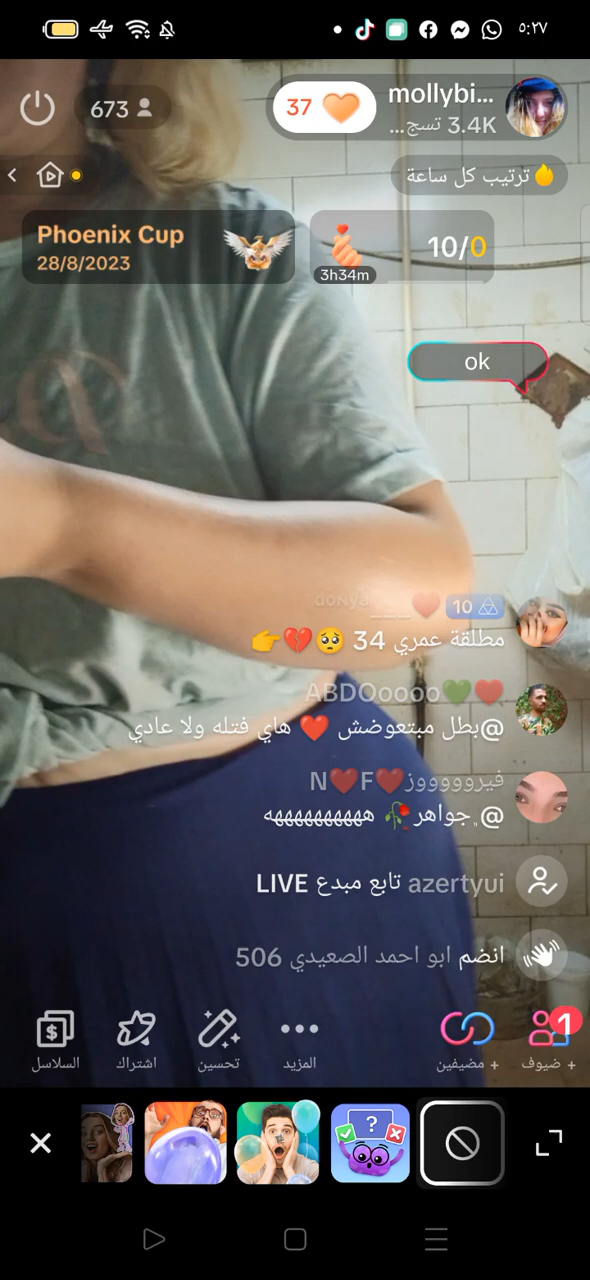 ٥:٢٧
673
37
mollybi...
3.4K تسج...
ترتيب كل ساعة
Phoenix Cup
28/8/2023
10/0
3h34m
ok
10
مطلقة عمري 34
ABDOoooo
@بطل مبتعوضش هاي فتله ولا عادي
فيروووووز N F
@ِجواهر ههههههههههه
azertyui تابع مبدع LIVE
انضم ابو احمد الصعيدي 506
السلاسل
اشتراك
تحسين
المزيد
+ مضيفين
+ ضيوف
1